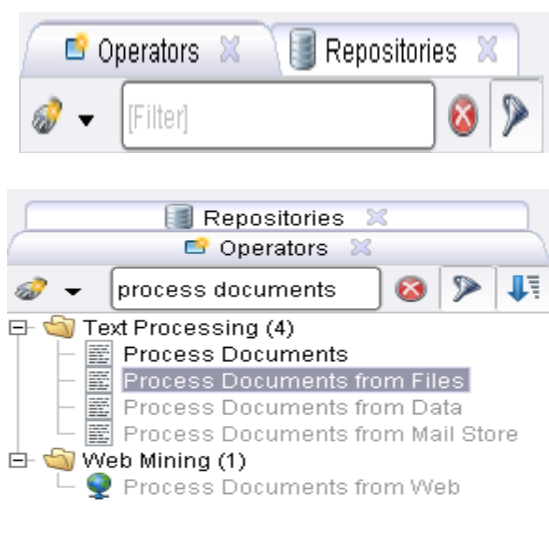 Operators Repositories
[Filter]
Repositories
Operators
process documents
Text Processing (4)
Process Documents
Process Documents from Files
Process Documents from Data
Process Documents from Mail Store
Web Mining (1)
Process Documents from Web